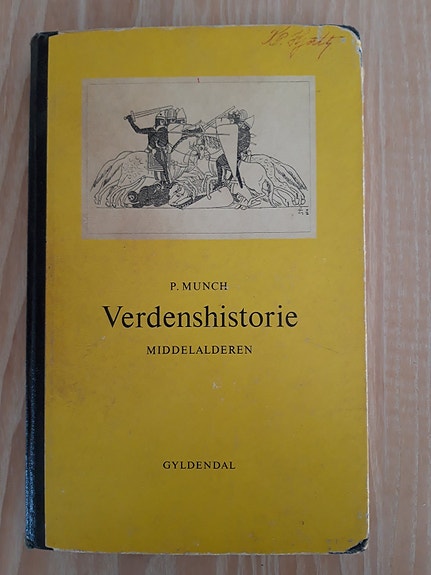 P. MUNCH
Verdenshistorie
MIDDELALDEREN
GYLDENDAL